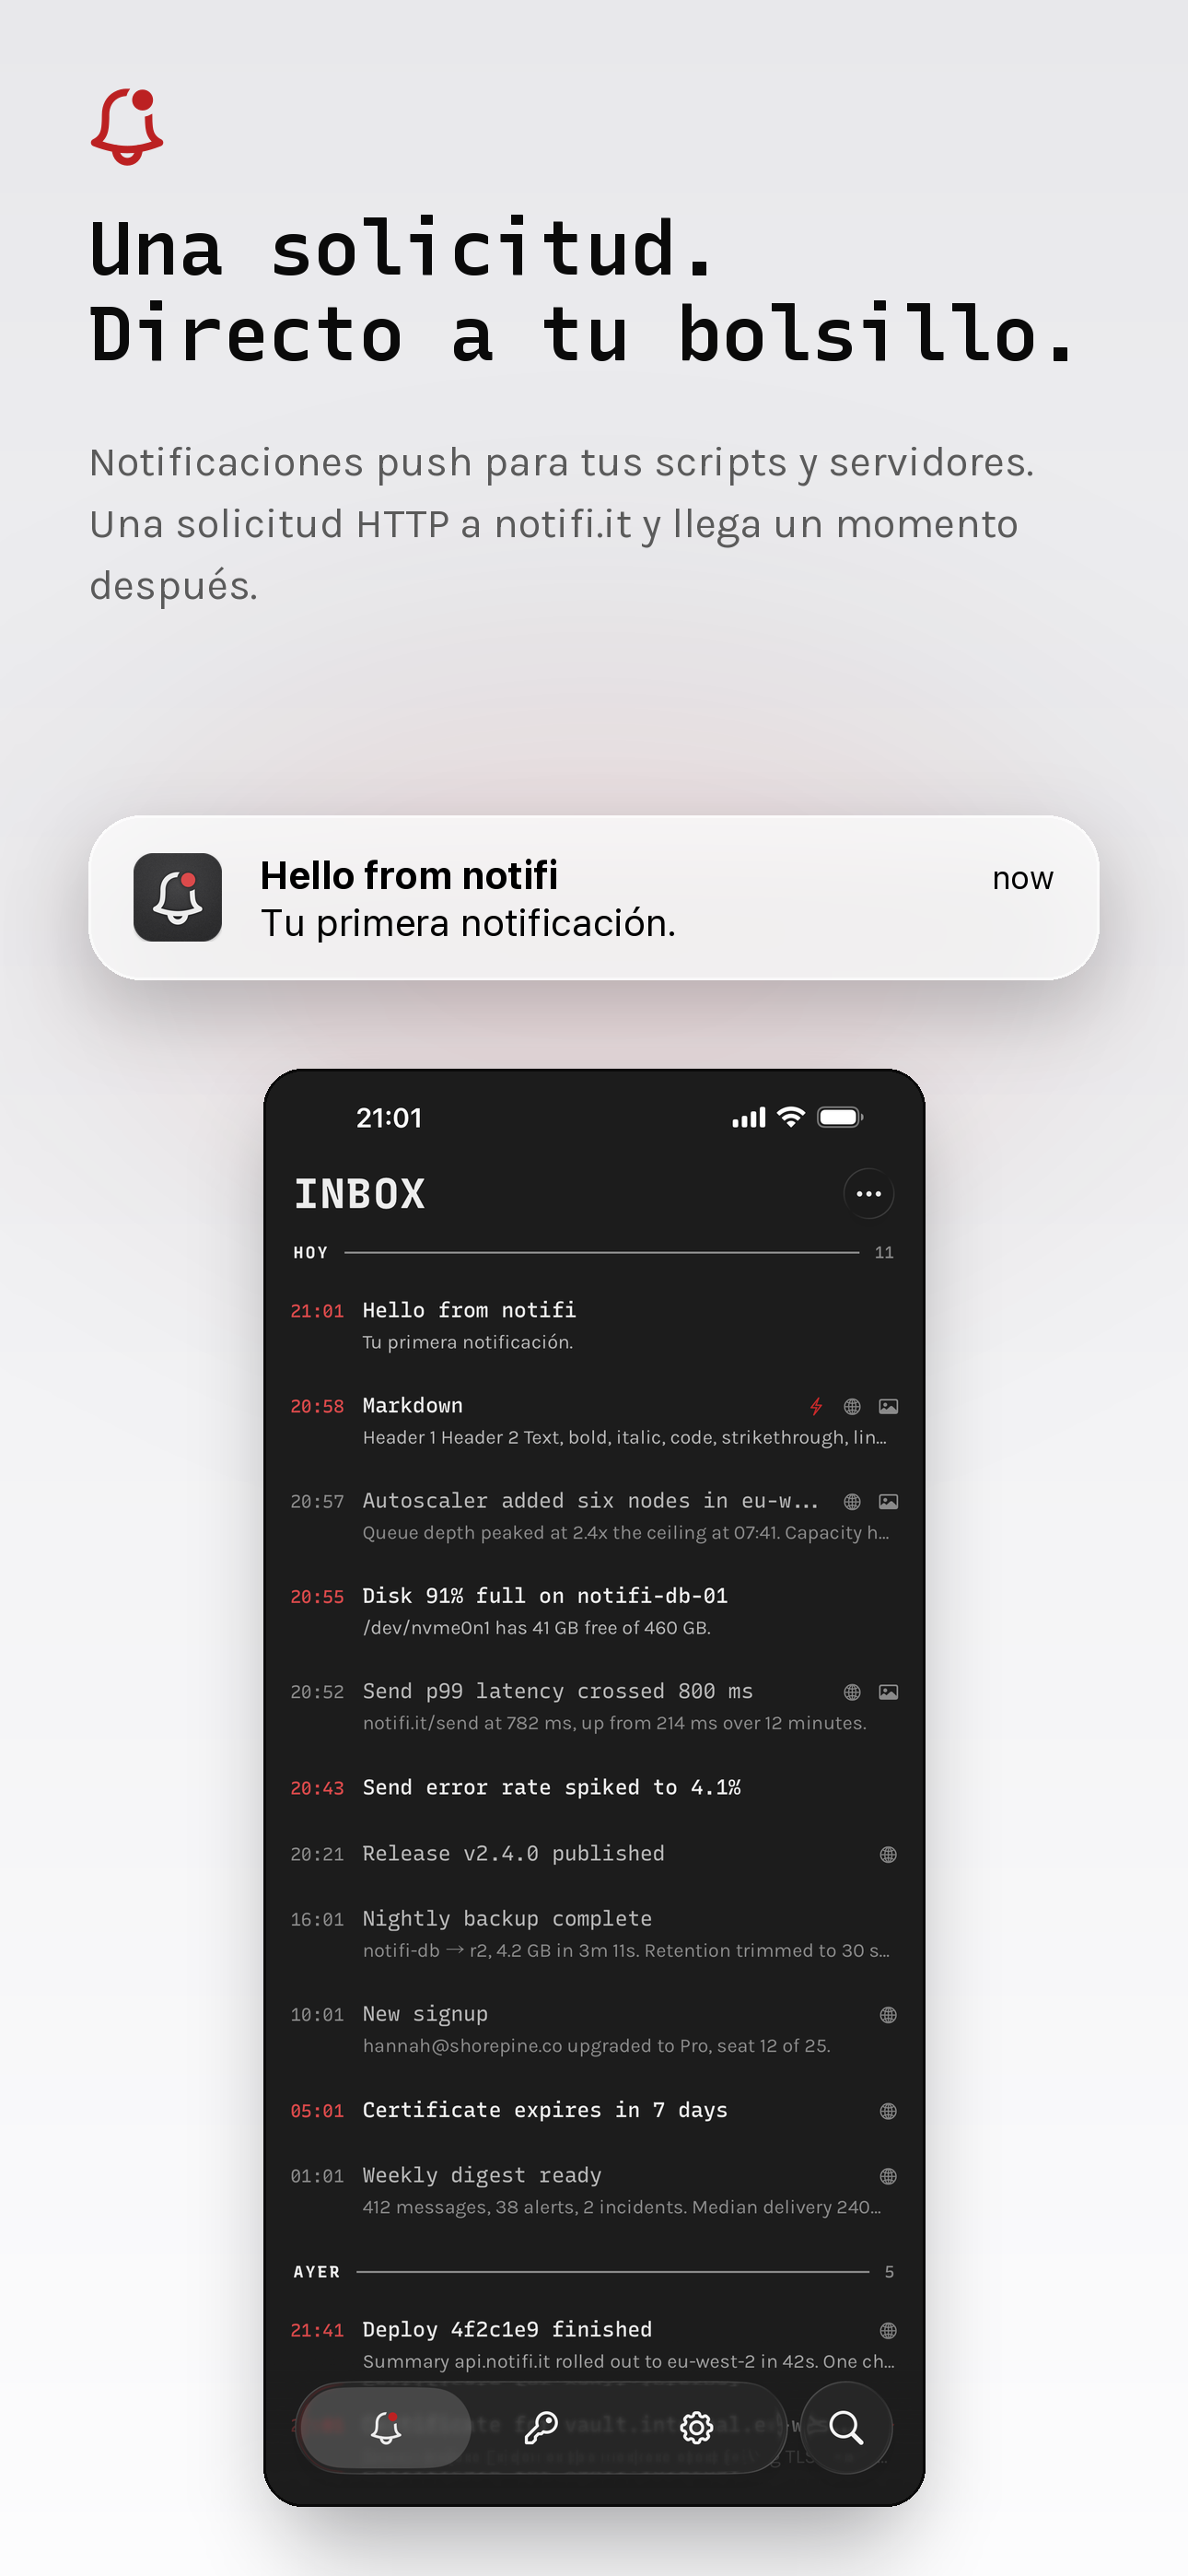 Una solicitud.
Directo a tu bolsillo.
Notificaciones push para tus scripts y servidores.
Una solicitud HTTP a notifi.it y llega un momento
después.
Hello from notifi
now
Tu primera notificación.
21:01
INBOX
HOY
11
21:01 Hello from notifi
Tu primera notificación.
20:58 Markdown
Header 1 Header 2 Text, bold, italic, code, strikethrough, lin...
20:57 Autoscaler added six nodes in eu-w...
Queue depth peaked at 2.4x the ceiling at 07:41. Capacity h...
20:55 Disk 91% full on notifi-db-01
/dev/nvme0n1 has 41 GB free of 460 GB.
20:52 Send p99 latency crossed 800 ms
notifi.it/send at 782 ms, up from 214 ms over 12 minutes.
20:43 Send error rate spiked to 4.1%
20:21 Release v2.4.0 published
16:01 Nightly backup complete
notifi-db → r2, 4.2 GB in 3m 11s. Retention trimmed to 30 s...
10:01 New signup
hannah@shorepine.co upgraded to Pro, seat 12 of 25.
05:01 Certificate expires in 7 days
01:01 Weekly digest ready
412 messages, 38 alerts, 2 incidents. Median delivery 240...
AYER
5
21:41 Deploy 4f2c1e9 finished
Summary api.notifi.it rolled out to eu-west-2 in 42s. One ch...